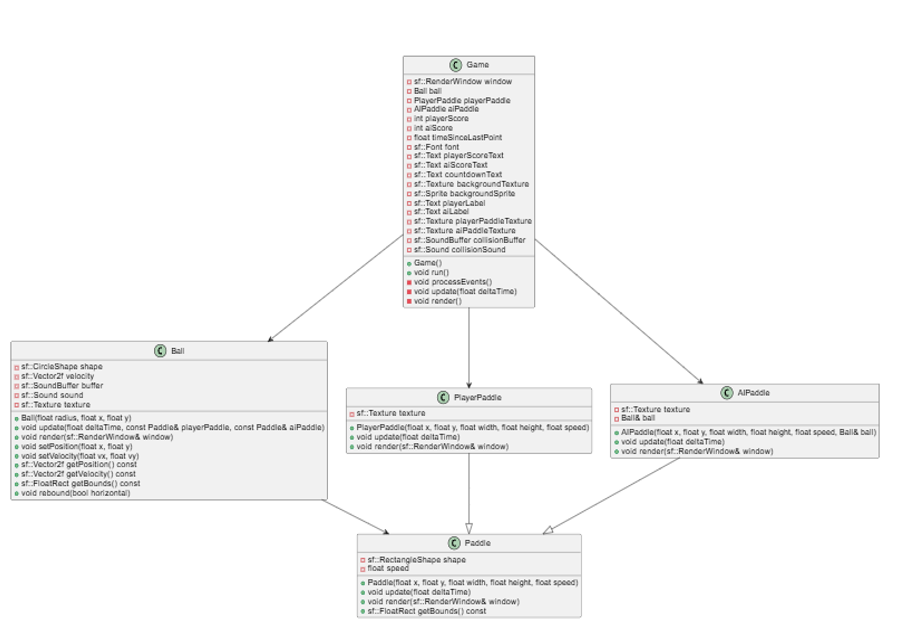 C Game
sf::RenderWindow window
Ball ball
PlayerPaddle playerPaddle
AIPaddle aiPaddle
int playerScore
int aiScore
float timeSinceLastPoint
sf::Font font
sf::Text playerScoreText
sf::Text aiScoreText
sf::Text countdownText
sf::Texture backgroundTexture
sf::Sprite backgroundSprite
sf::Text playerLabel
sf::Text aiLabel
sf::Texture playerPaddleTexture
sf::Texture aiPaddleTexture
sf::SoundBuffer collisionBuffer
sf::Sound collisionSound
Game()
void run()
void processEvents()
void update(float deltaTime)
void render()
C Ball
sf::CircleShape shape
sf::Vector2f velocity
sf::SoundBuffer buffer
sf::Sound sound
sf::Texture texture
Ball(float radius, float x, float y)
void update(float deltaTime, const Paddle& playerPaddle, const Paddle& aiPaddle)
void render(sf::RenderWindow& window)
void setPosition(float x, float y)
void setVelocity(float vx, float vy)
sf::Vector2f getPosition() const
sf::Vector2f getVelocity() const
sf::FloatRect getBounds() const
void rebound(bool horizontal)
C PlayerPaddle
sf::Texture texture
PlayerPaddle(float x, float y, float width, float height, float speed)
void update(float deltaTime)
void render(sf::RenderWindow& window)
C AIPaddle
sf::Texture texture
Ball& ball
AIPaddle(float x, float y, float width, float height, float speed, Ball& ball)
void update(float deltaTime)
void render(sf::RenderWindow& window)
C Paddle
sf::RectangleShape shape
float speed
Paddle(float x, float y, float width, float height, float speed)
void update(float deltaTime)
void render(sf::RenderWindow& window)
sf::FloatRect getBounds() const